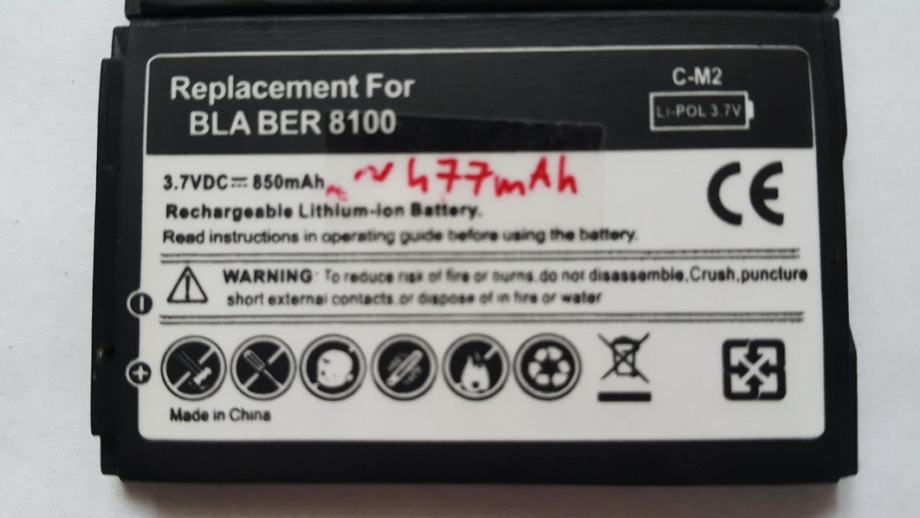 Replacement For
BLA BER 8100
C-M2
Li-POL 3.7V
3.7VDC 850mAh ~477mAh
Rechargeable Lithium-Ion Battery.
Read instructions in operating guide before using the battery.
CE
WARNING: To reduce risk of fire or ourns.do not disassemble,Crush,puncture
short external contacts.or dispose of in fire or water
Made in China